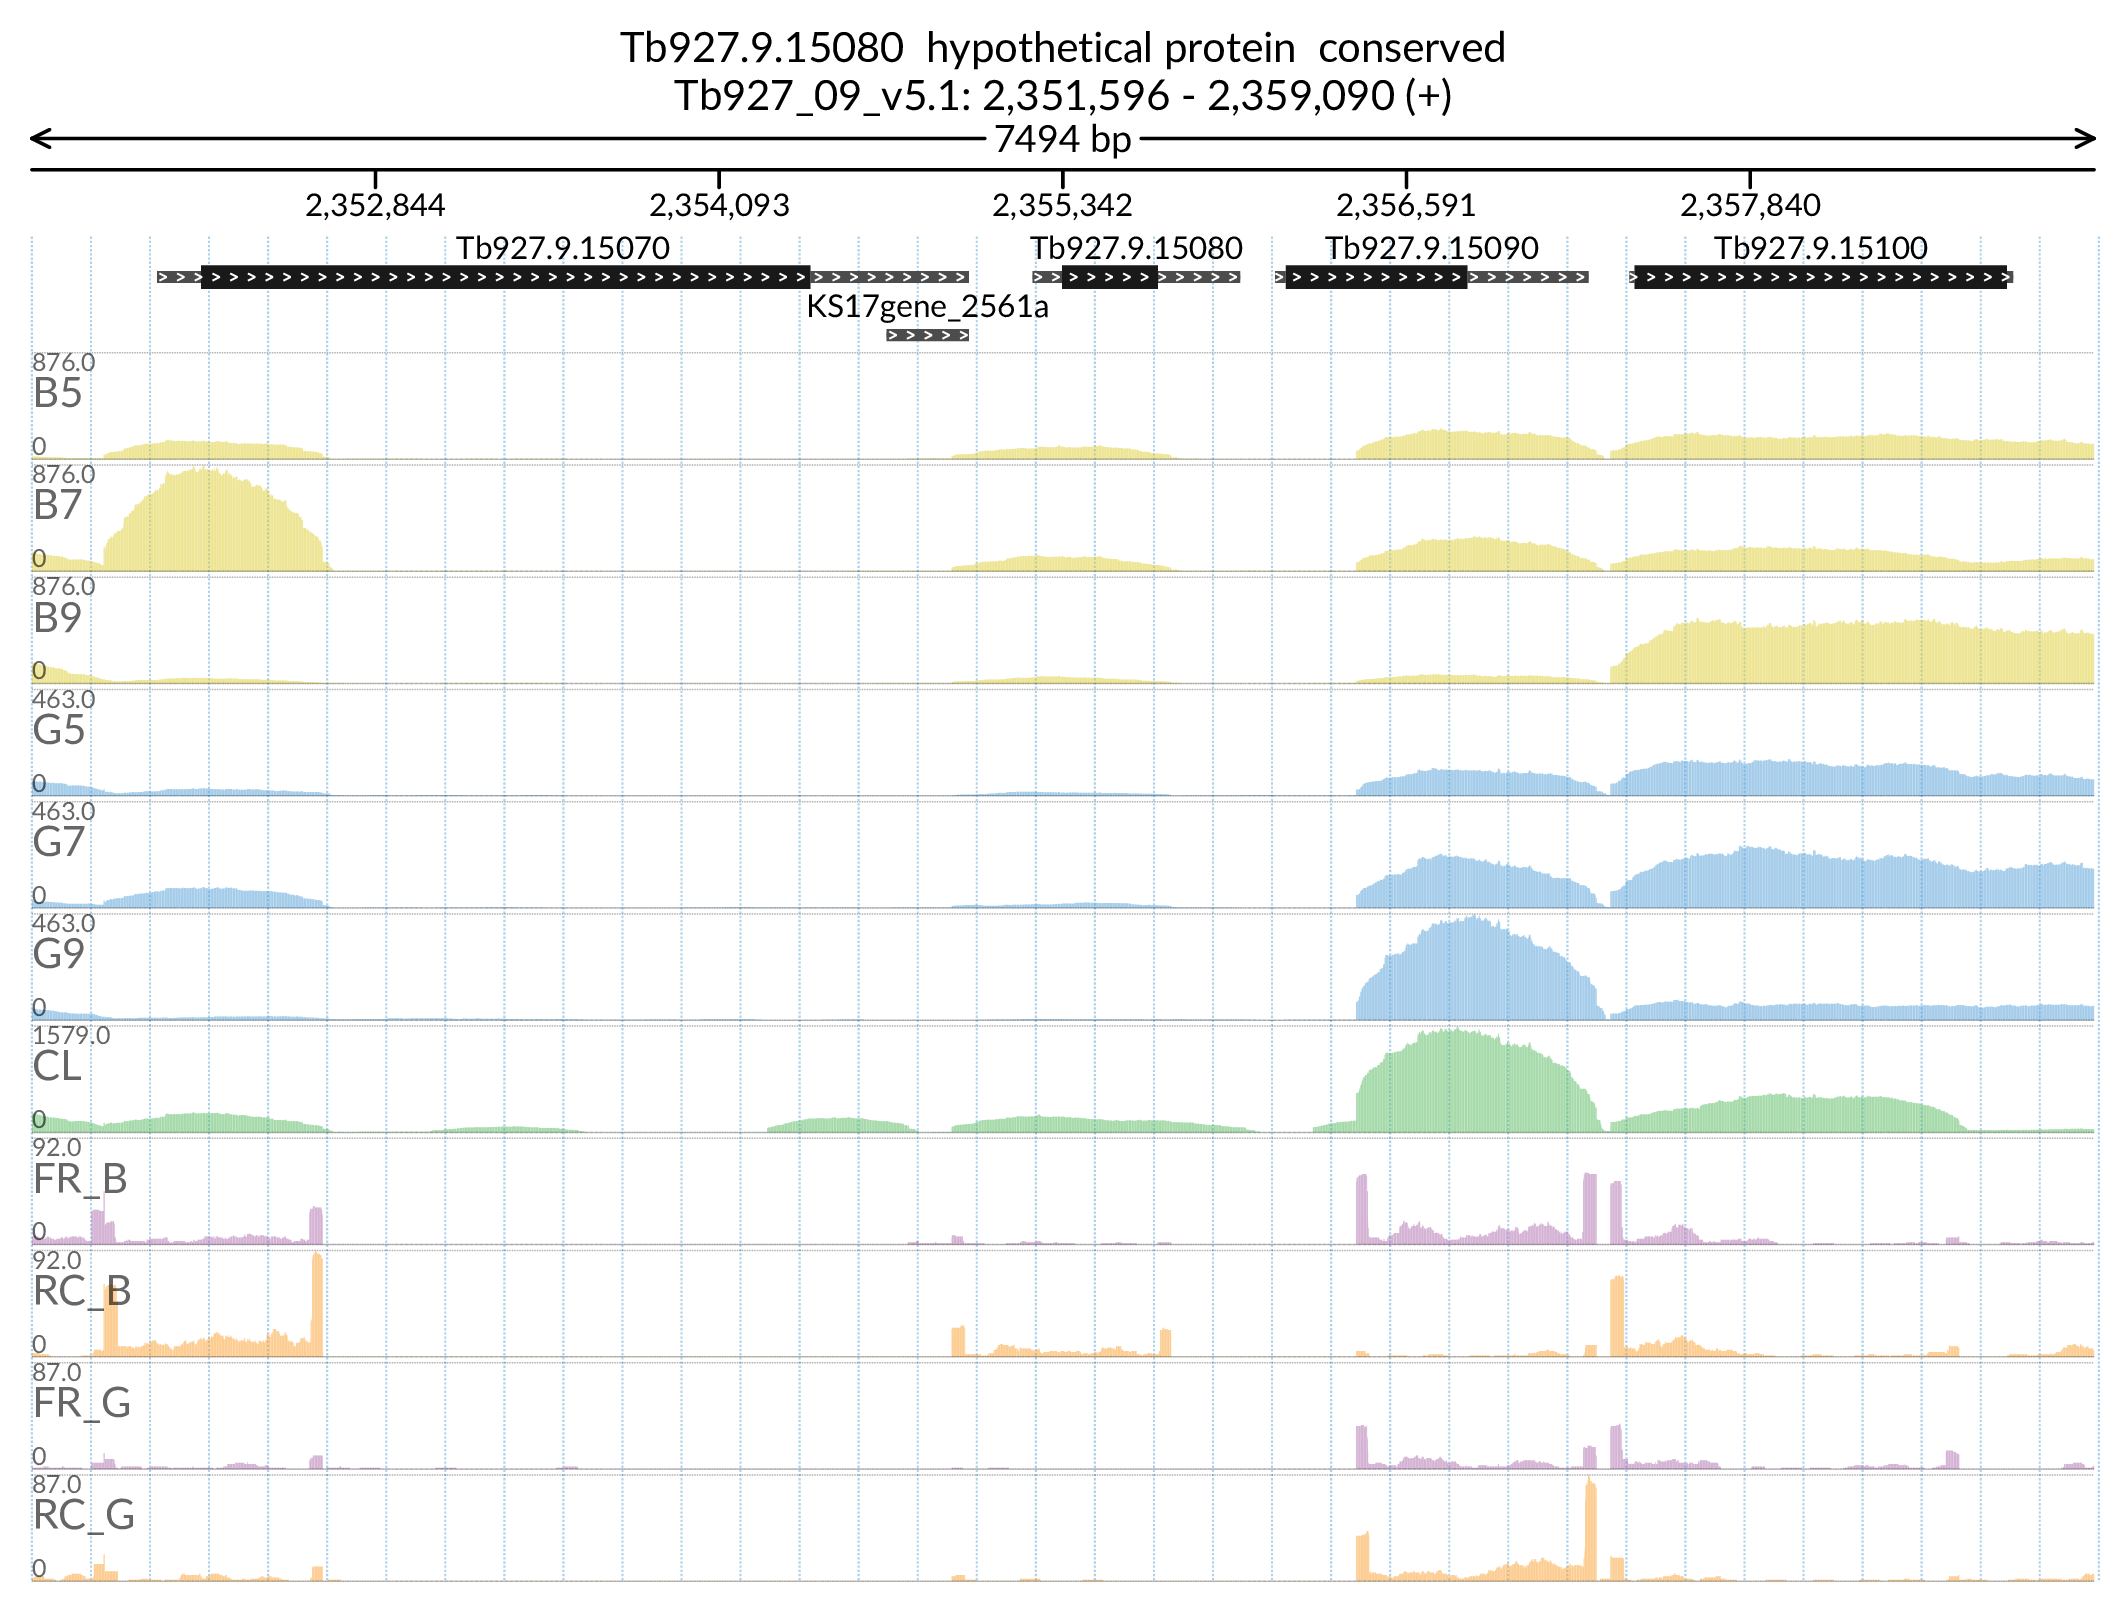 Tb927.9.15080  hypothetical protein  conserved
Tb927_09_v5.1: 2,351,596 - 2,359,090 (+)
7494 bp
2,352,844 2,354,093 2,355,342 2,356,591 2,357,840
Tb927.9.15070 Tb927.9.15080 Tb927.9.15090 Tb927.9.15100
KS17gene_2561a
876.0
B5
0
876.0
B7
0
876.0
B9
0
463.0
G5
0
463.0
G7
0
463.0
G9
0
1579.0
CL
0
92.0
FR_B
0
92.0
RC_B
0
87.0
FR_G
0
87.0
RC_G
0